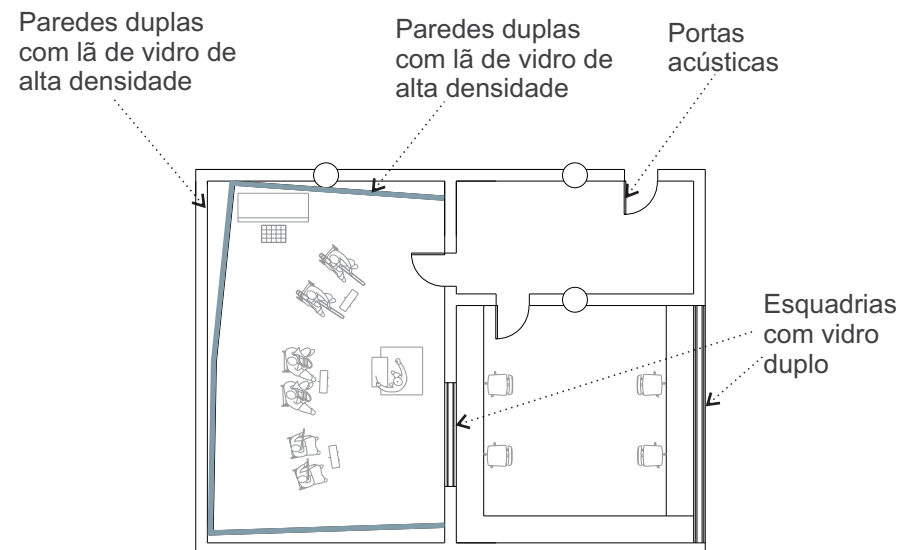 Paredes duplas
com lã de vidro de
alta densidade
Paredes duplas
com lã de vidro de
alta densidade
Portas
acústicas
Esquadrias
com vidro
duplo